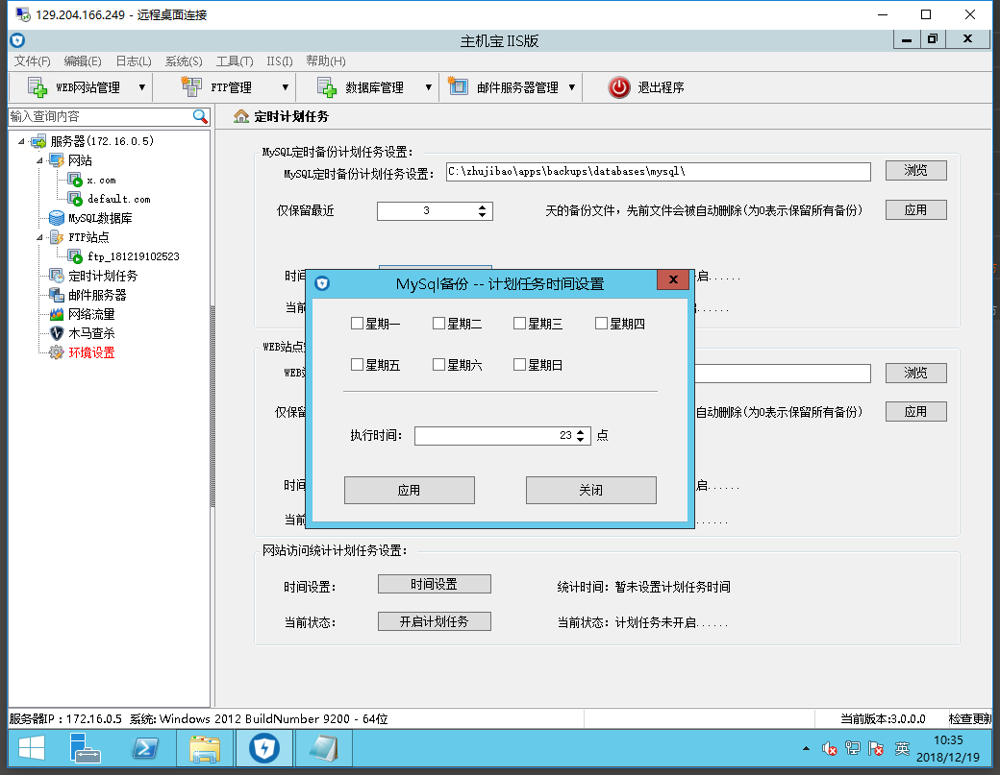 129.204.166.249 - 远程桌面连接
主机宝 IIS版
文件(F) 编辑(E) 日志(L) 系统(S) 工具(T) IIS(I) 帮助(H)
WEB网站管理 FTP管理 数据库管理 邮件服务器管理 退出程序
输入查询内容
服务器(172.16.0.5)
网站
x.com
default.com
MySQL数据库
FTP站点
ftp_181219102523
定时计划任务
邮件服务器
网络流量
木马查杀
环境设置
定时计划任务
MySQL定时备份计划任务设置:
MySQL定时备份计划任务设置: C:\zhujibao\apps\backups\databases\mysql\ 浏览
仅保留最近 3 天的备份文件，先前文件会被自动删除(为0表示保留所有备份) 应用
时间 启......
当前 ......
MySql备份 -- 计划任务时间设置 x
星期一 星期二 星期三 星期四
星期五 星期六 星期日
执行时间: 23 点
应用 关闭
WEB站点
WEB 浏览
仅保留 自动删除(为0表示保留所有备份) 应用
时间 启......
当前 ......
网站访问统计计划任务设置:
时间设置: 时间设置 统计时间: 暂未设置计划任务时间
当前状态: 开启计划任务 当前状态: 计划任务未开启......
服务器IP：172.16.0.5 系统: Windows 2012 BuildNumber 9200 - 64位 当前版本:3.0.0.0 检查更新
英 10:35
2018/12/19